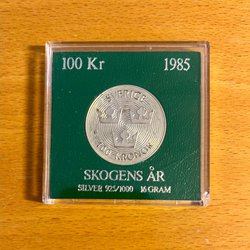 100 Kr 1985
SVERIGE
100 KRONOR
SKOGENS ÅR
SILVER 925/1000 16 GRAM